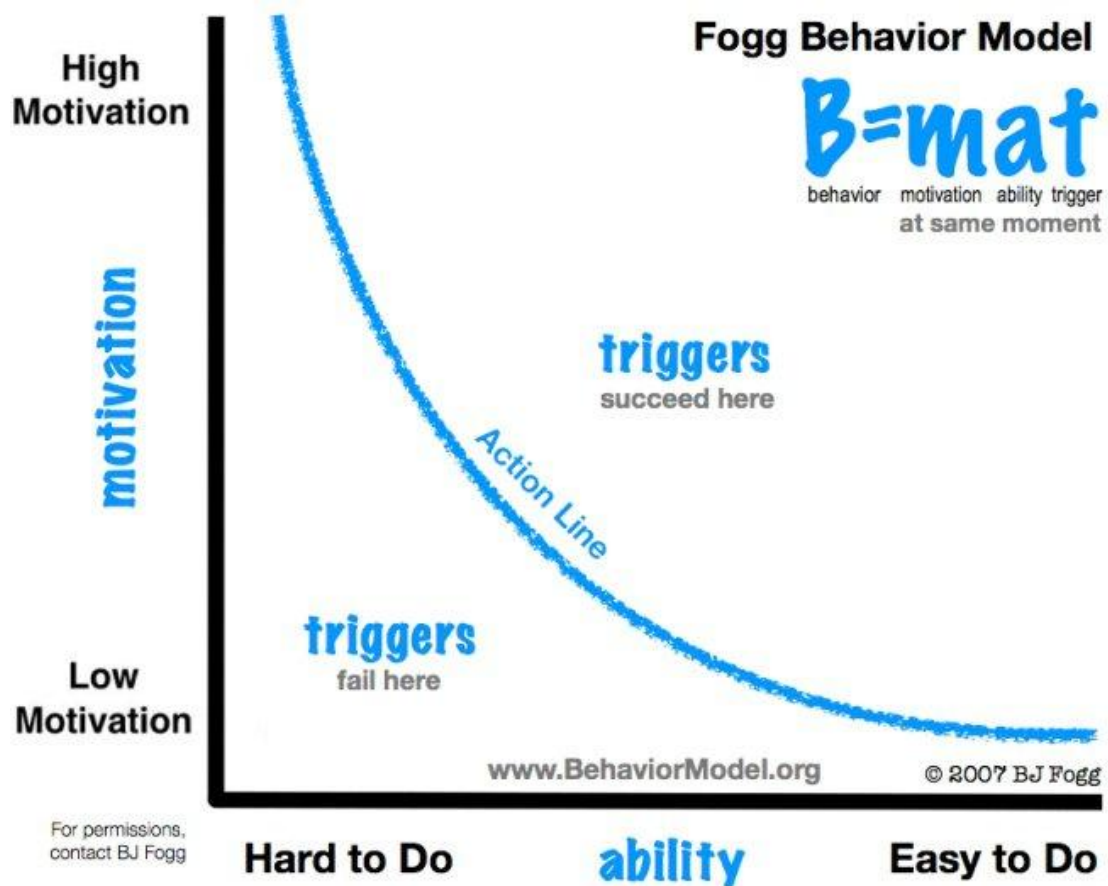 Fogg Behavior Model
B=mat
behavior motivation ability trigger
at same moment
High
Motivation
motivation
triggers
succeed here
Action Line
triggers
fail here
Low
Motivation
www.BehaviorModel.org
© 2007 BJ Fogg
For permissions,
contact BJ Fogg
Hard to Do
ability
Easy to Do